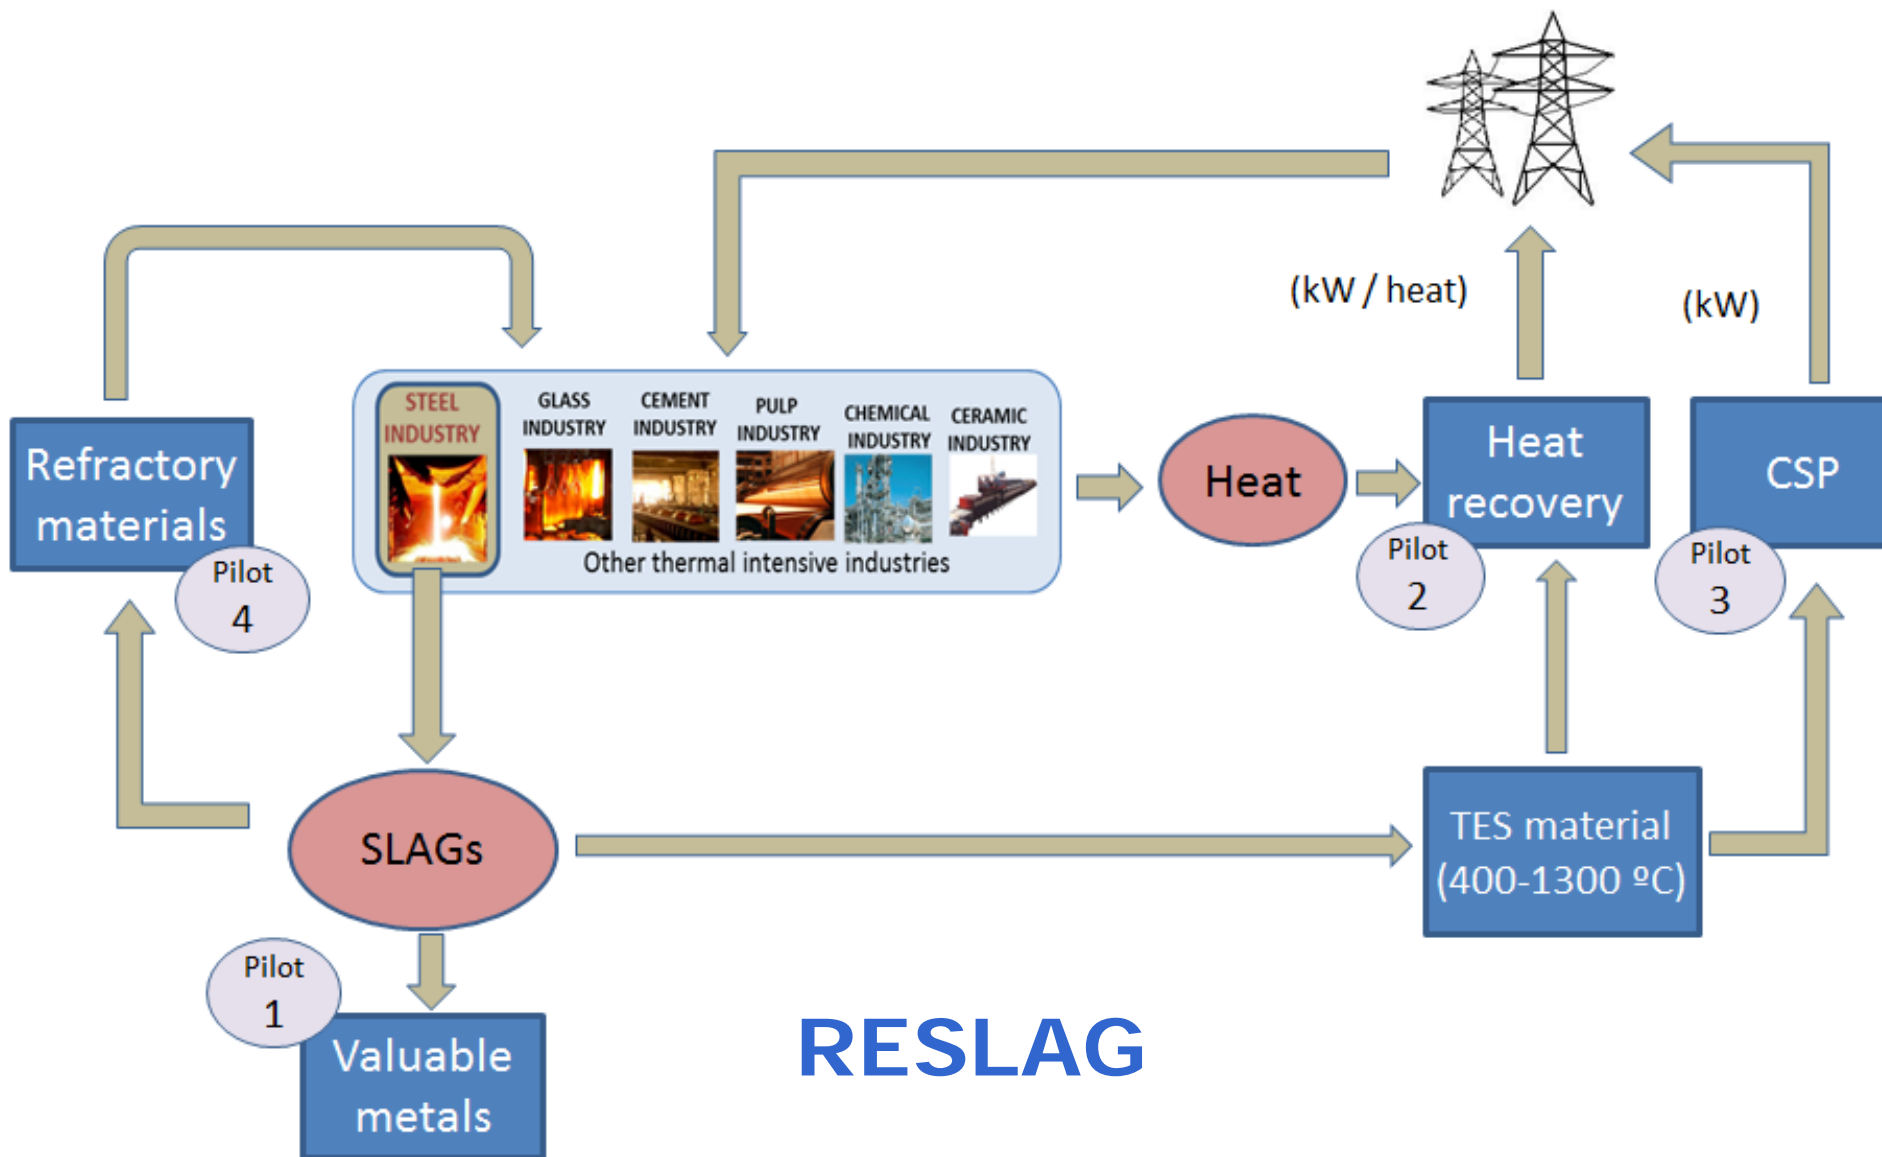 (kW / heat)
(kW)
STEEL
INDUSTRY
GLASS
INDUSTRY
CEMENT
INDUSTRY
PULP
INDUSTRY
CHEMICAL
INDUSTRY
CERAMIC
INDUSTRY
Other thermal intensive industries
Refractory
materials
Pilot
4
Heat
Heat
recovery
Pilot
2
CSP
Pilot
3
SLAGs
TES material
(400-1300 ºC)
Pilot
1
Valuable
metals
RESLAG